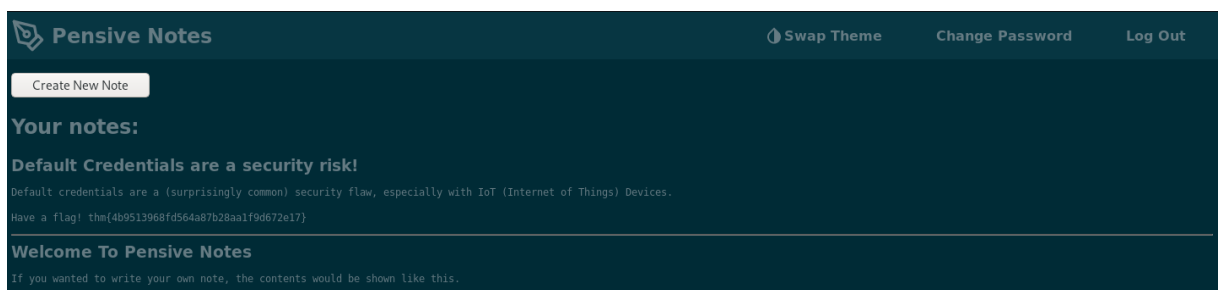 Pensive Notes Swap Theme Change Password Log Out
Create New Note
Your notes:
Default Credentials are a security risk!
Default credentials are a (surprisingly common) security flaw, especially with IoT (Internet of Things) Devices.
Have a flag! thm{4b9513968fd564a87b28aa1f9d672e17}
Welcome To Pensive Notes
If you wanted to write your own note, the contents would be shown like this.